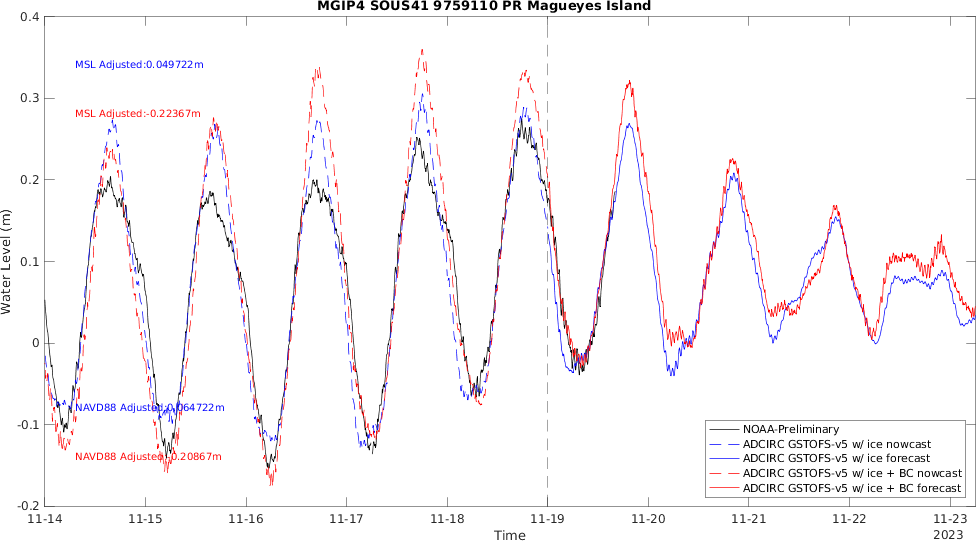 MGIP4 SOUS41 9759110 PR Magueyes Island
0.4
0.3
0.2
0.1
0
-0.1
-0.2
Water Level (m)
MSL Adjusted:0.049722m
MSL Adjusted:-0.22367m
NAVD88 Adjusted:0.064722m
NAVD88 Adjusted:-0.20867m
NOAA-Preliminary
ADCIRC GSTOFS-v5 w/ ice nowcast
ADCIRC GSTOFS-v5 w/ ice forecast
ADCIRC GSTOFS-v5 w/ ice + BC nowcast
ADCIRC GSTOFS-v5 w/ ice + BC forecast
11-14 11-15 11-16 11-17 11-18 11-19 11-20 11-21 11-22 11-23
2023
Time